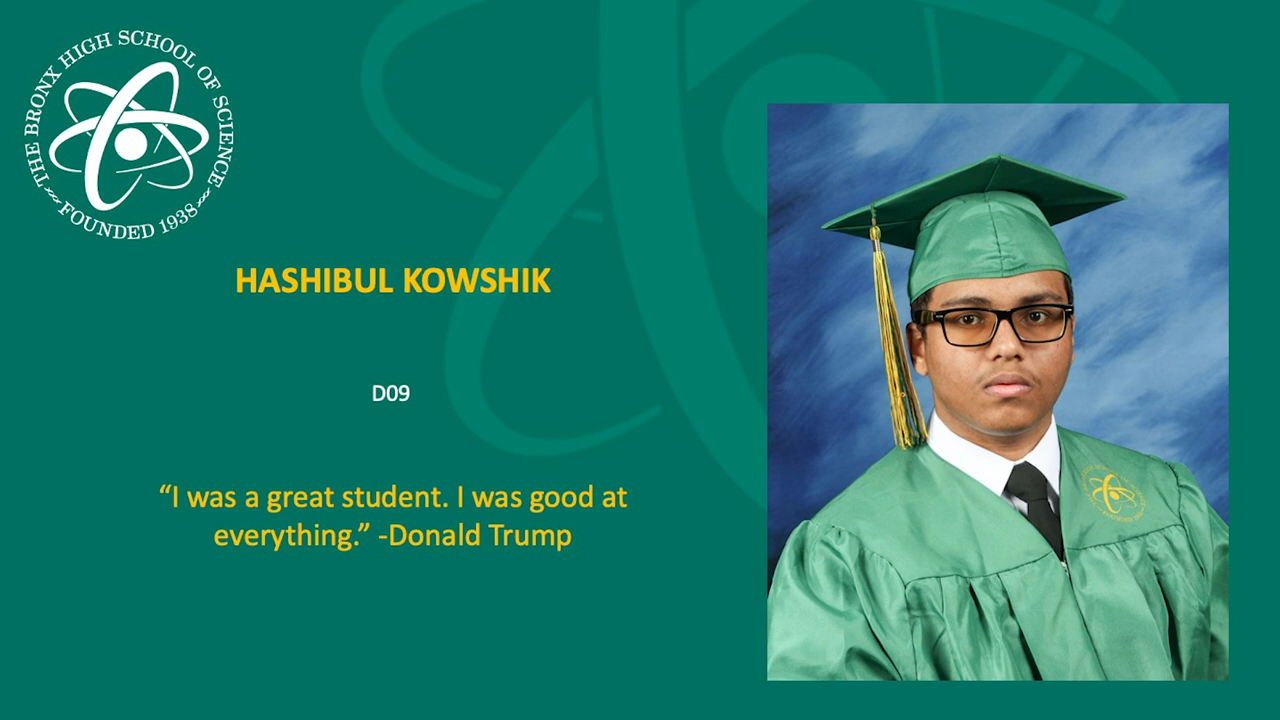 THE BRONX HIGH SCHOOL OF SCIENCE
FOUNDED 1938
HASHIBUL KOWSHIK
D09
“I was a great student. I was good at
everything.” -Donald Trump